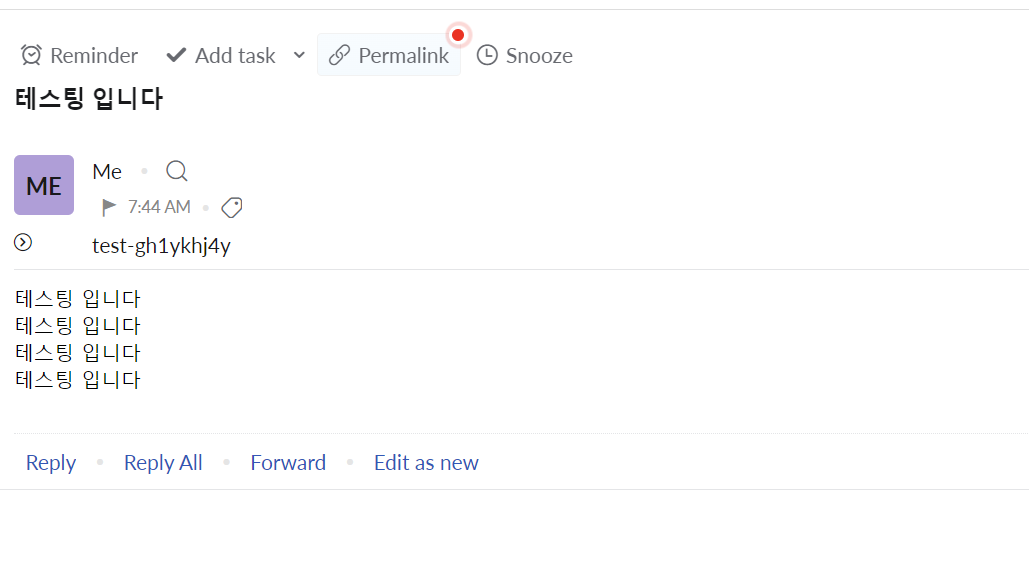 Reminder Add task Permalink Snooze
테스팅 입니다
ME
Me
7:44 AM
test-gh1ykhj4y
테스팅 입니다
테스팅 입니다
테스팅 입니다
테스팅 입니다
Reply Reply All Forward Edit as new